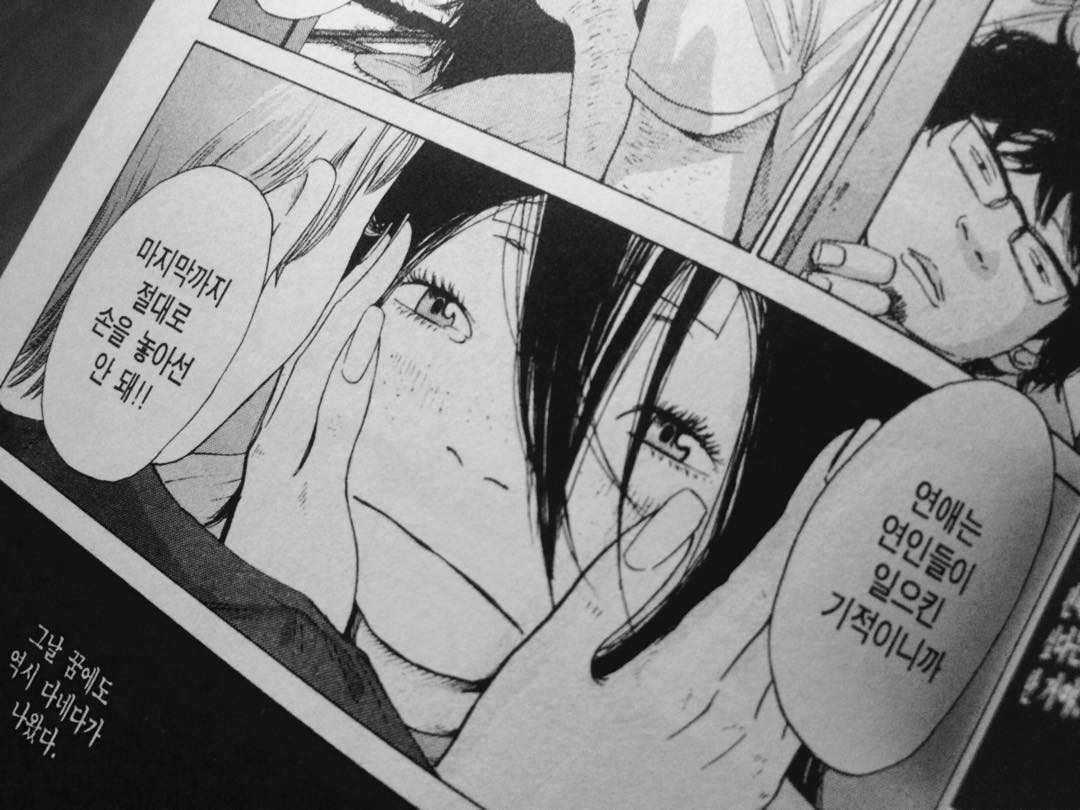 마지막까지
절대로
손을 놓아선
안 돼!!
연애는
연인들이
일으킨
기적이니까
그날 꿈에도
역시 다네다가
나왔다.